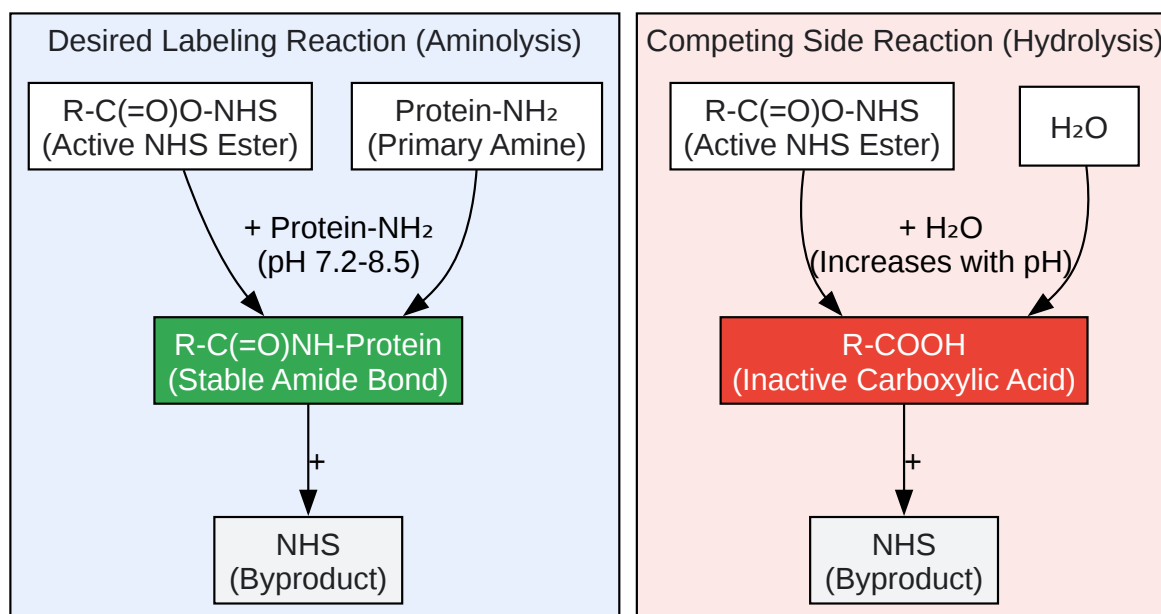 Desired Labeling Reaction (Aminolysis)
R-C(=O)O-NHS
(Active NHS Ester)
Protein-NH₂
(Primary Amine)
+ Protein-NH₂
(pH 7.2-8.5)
R-C(=O)NH-Protein
(Stable Amide Bond)
+
NHS
(Byproduct)
Competing Side Reaction (Hydrolysis)
R-C(=O)O-NHS
(Active NHS Ester)
H₂O
+ H₂O
(Increases with pH)
R-COOH
(Inactive Carboxylic Acid)
+
NHS
(Byproduct)